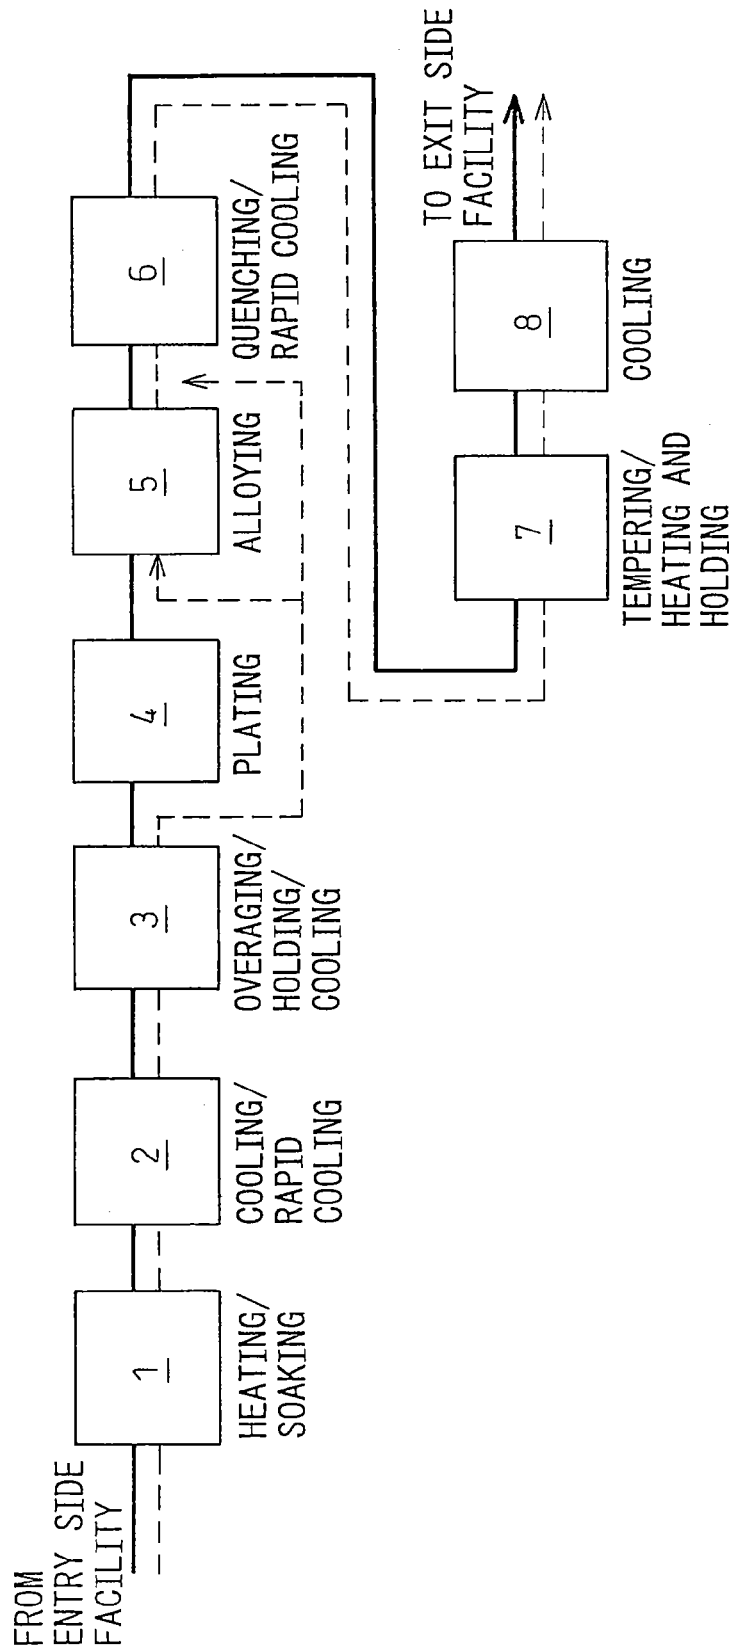 FROM
ENTRY SIDE
FACILITY
1
HEATING/
SOAKING
2
COOLING/
RAPID
COOLING
3
OVERAGING/
HOLDING/
COOLING
4
PLATING
5
ALLOYING
6
QUENCHING/
RAPID COOLING
7
TEMPERING/
HEATING AND
HOLDING
8
COOLING
TO EXIT SIDE
FACILITY